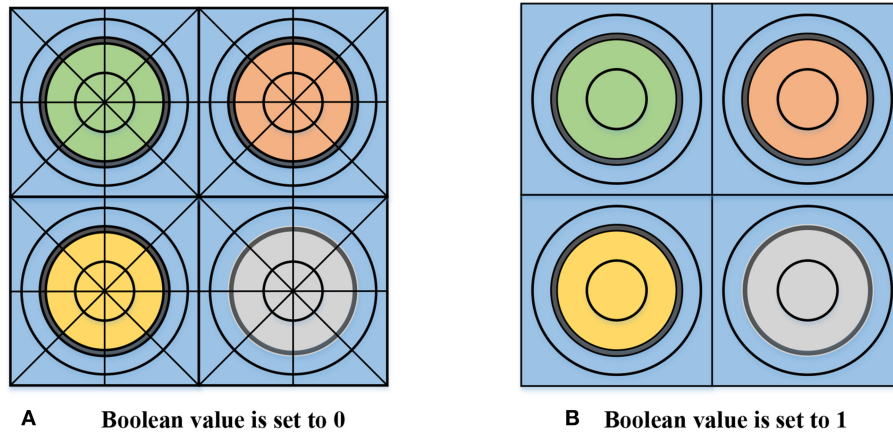 A Boolean value is set to 0
B Boolean value is set to 1